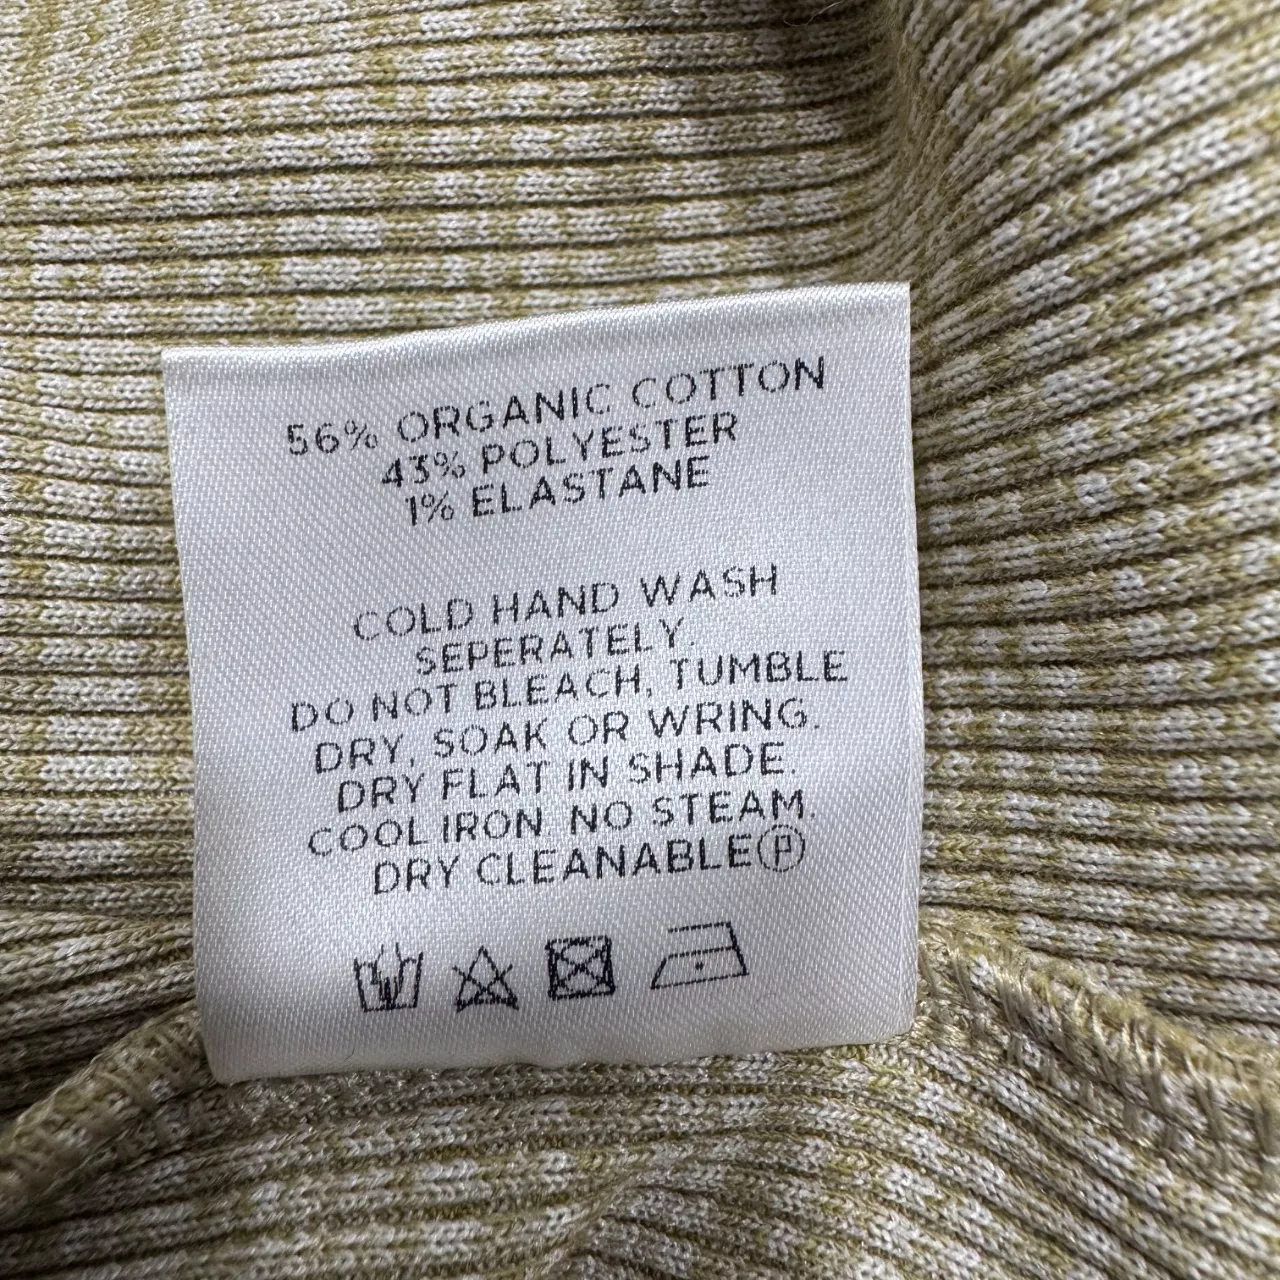 56% ORGANIC COTTON
43% POLYESTER
1% ELASTANE
COLD HAND WASH
SEPERATELY.
DO NOT BLEACH, TUMBLE
DRY, SOAK OR WRING.
DRY FLAT IN SHADE.
COOL IRON. NO STEAM.
DRY CLEANABLE Ⓟ